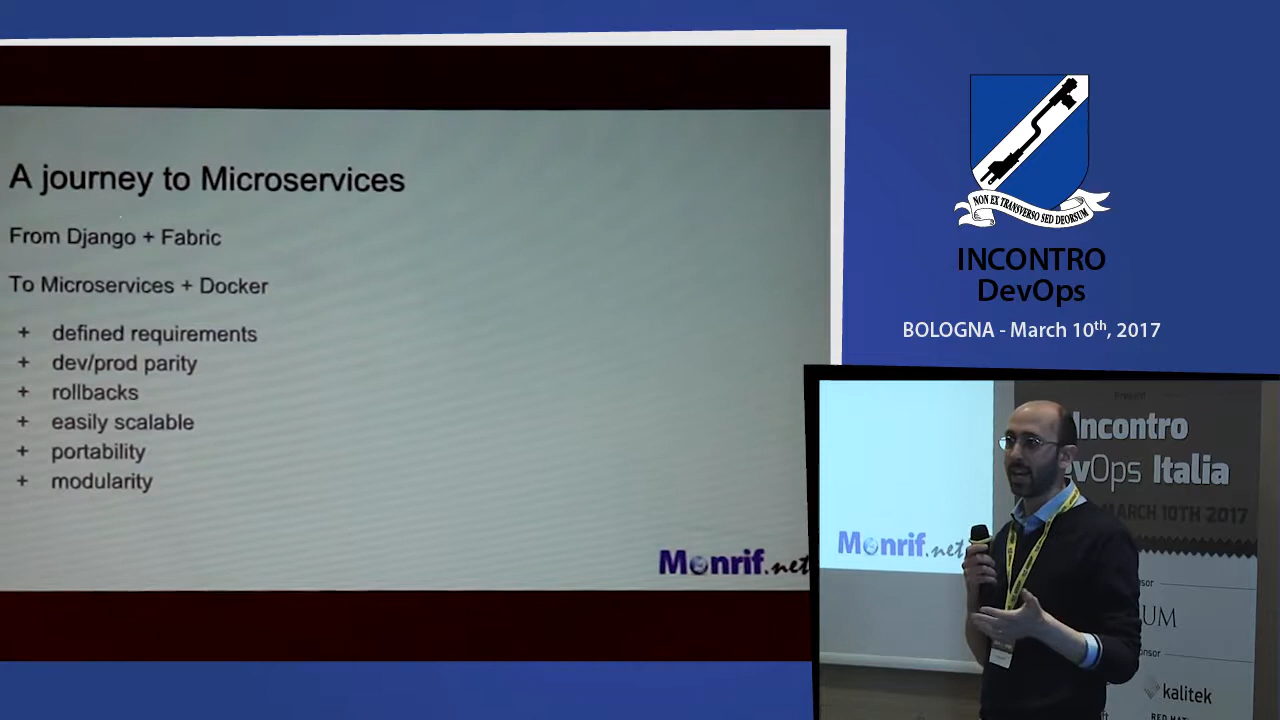 A journey to Microservices
From Django + Fabric
To Microservices + Docker
+ defined requirements
+ dev/prod parity
+ rollbacks
+ easily scalable
+ portability
+ modularity
Monrif.net
NON EX TRANSVERSO SED DEORSUM
INCONTRO
DevOps
BOLOGNA - March 10th, 2017
Incontro
vOps Italia
MARCH 10TH 2017
Monrif.net
UM
kalitek